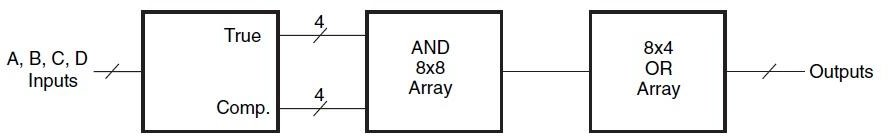 A, B, C, D
Inputs
True
Comp.
4
4
AND
8x8
Array
8x4
OR
Array
Outputs